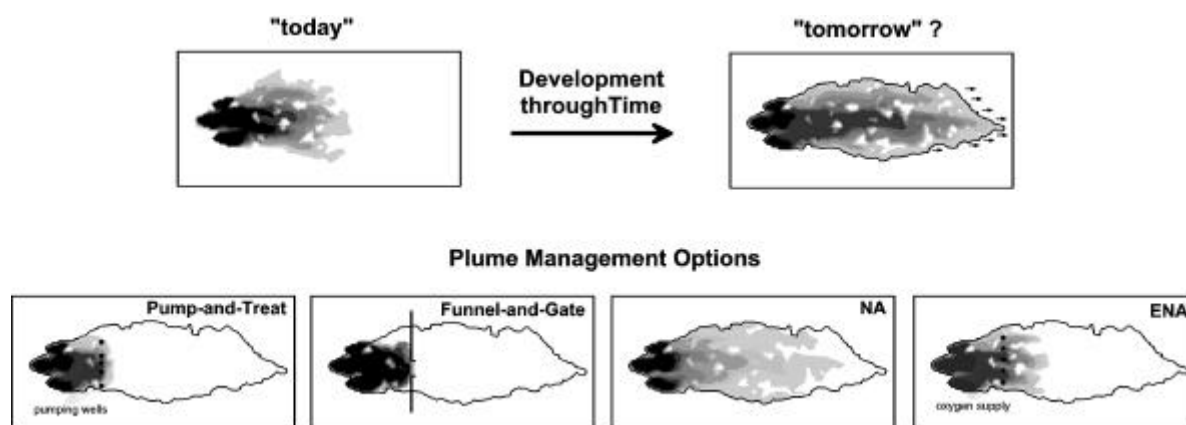 "today"
"tomorrow" ?
Development
throughTime
Plume Management Options
Pump-and-Treat
Funnel-and-Gate
NA
ENA
pumping wells
oxygen supply